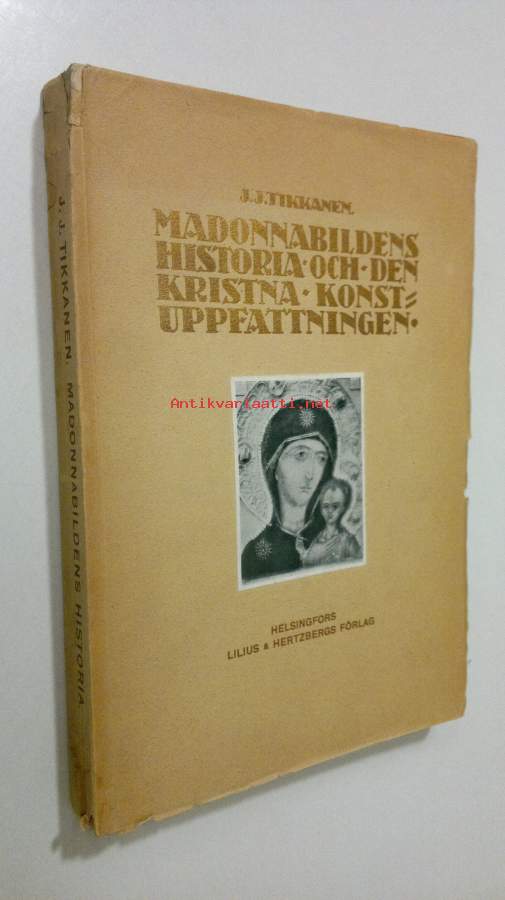 J. J. TIKKANEN. MADONNABILDENS HISTORIA
J.J. TIKKANEN.
MADONNABILDENS
HISTORIA·OCH·DEN
KRISTNA·KONST=
UPPFATTNINGEN·
Antikvariaatti.net
HELSINGFORS
LILIUS & HERTZBERGS FÖRLAG